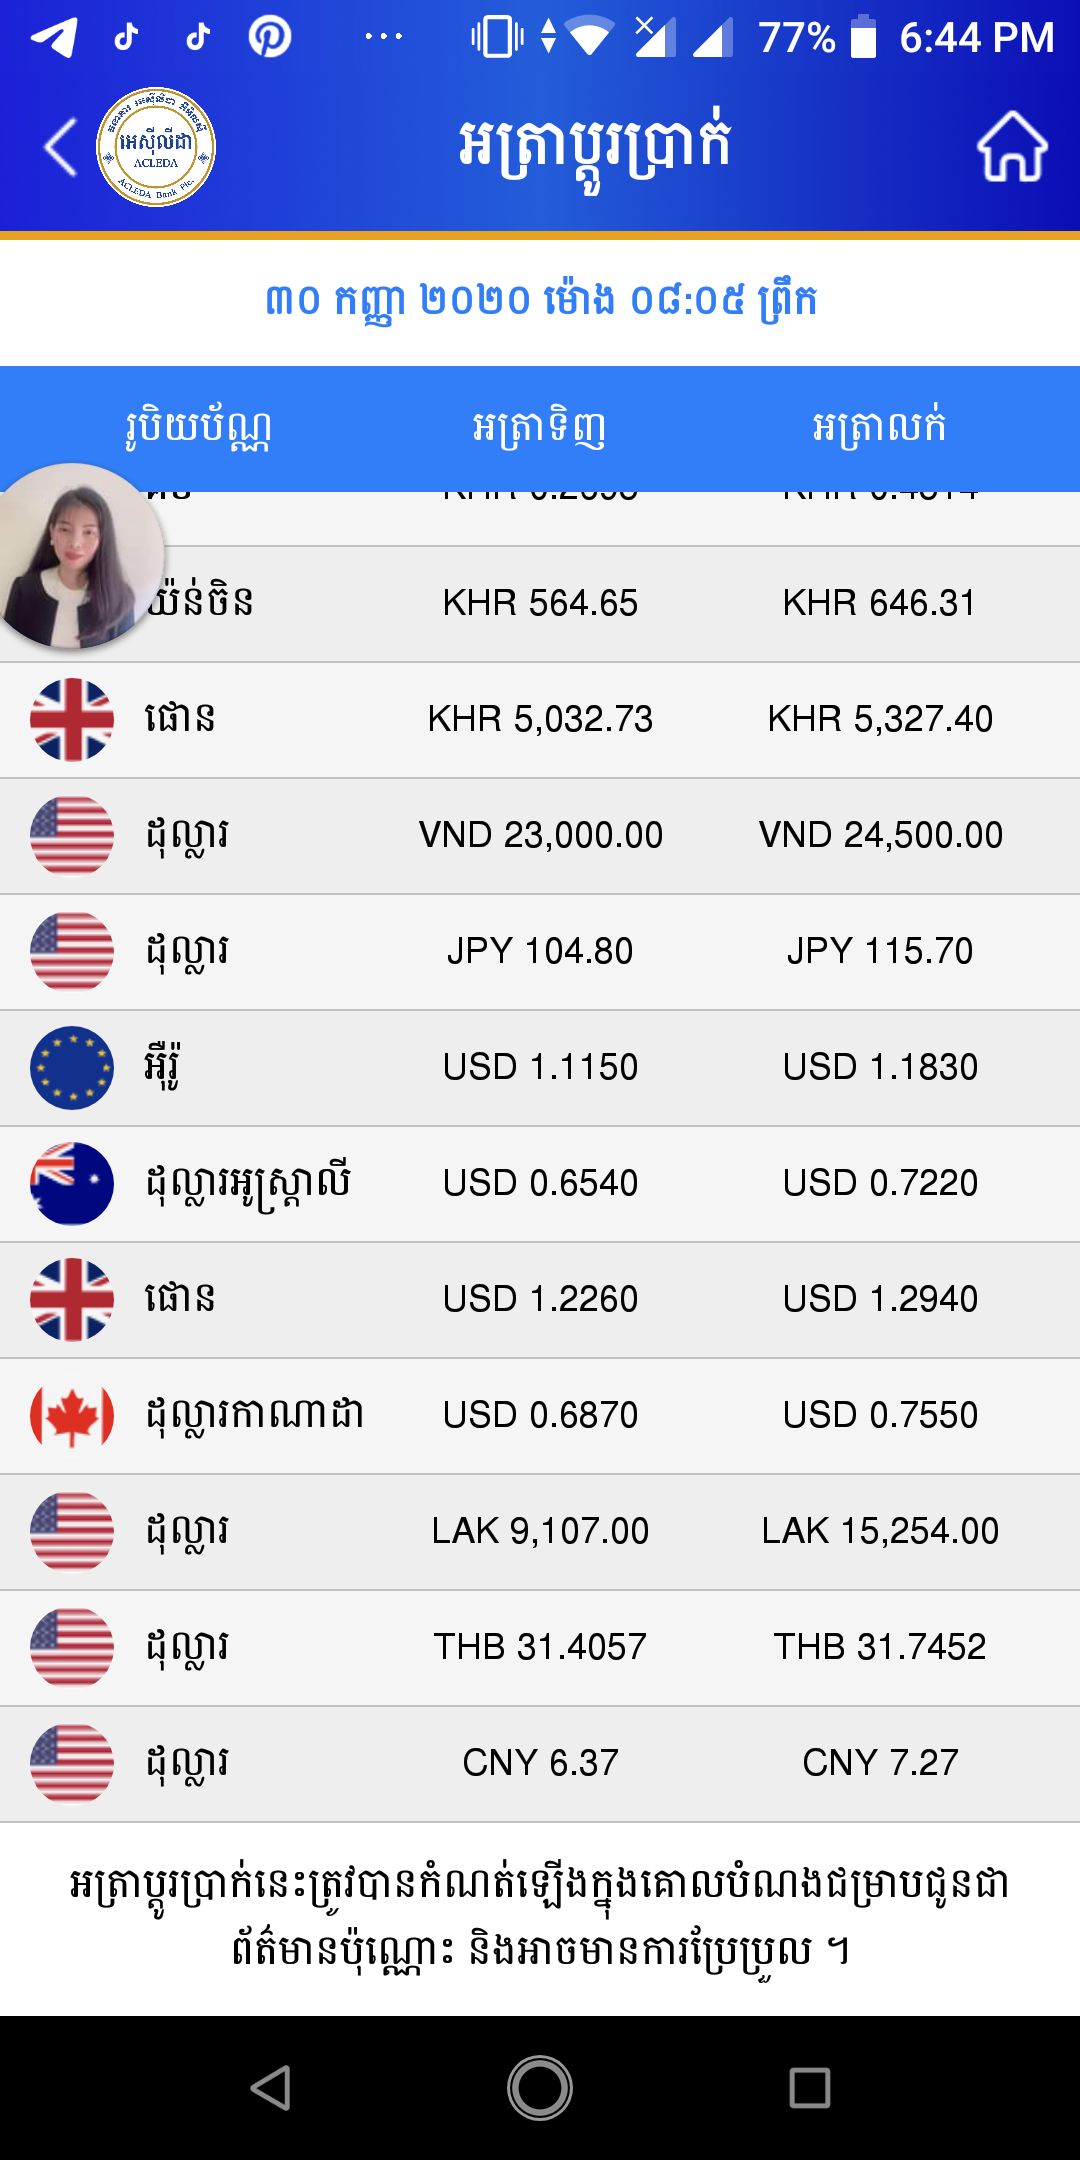 77% 6:44 PM
អេស៊ីលីដា
ACLEDA
ACLEDA Bank Plc.
អត្រាប្តូរប្រាក់
៣០ កញ្ញា ២០២០ ម៉ោង ០៨:០៥ ព្រឹក
រូបិយប័ណ្ណ អត្រាទិញ អត្រាលក់
យ៉ន់ចិន KHR 564.65 KHR 646.31
ផោន KHR 5,032.73 KHR 5,327.40
ដុល្លារ VND 23,000.00 VND 24,500.00
ដុល្លារ JPY 104.80 JPY 115.70
អ៊ឺរ៉ូ USD 1.1150 USD 1.1830
ដុល្លារអូស្ត្រាលី USD 0.6540 USD 0.7220
ផោន USD 1.2260 USD 1.2940
ដុល្លារកាណាដា USD 0.6870 USD 0.7550
ដុល្លារ LAK 9,107.00 LAK 15,254.00
ដុល្លារ THB 31.4057 THB 31.7452
ដុល្លារ CNY 6.37 CNY 7.27
អត្រាប្តូរប្រាក់នេះត្រូវបានកំណត់ឡើងក្នុងគោលបំណងជម្រាបជូនជា
ព័ត៌មានប៉ុណ្ណោះ និងអាចមានការប្រែប្រួល ។